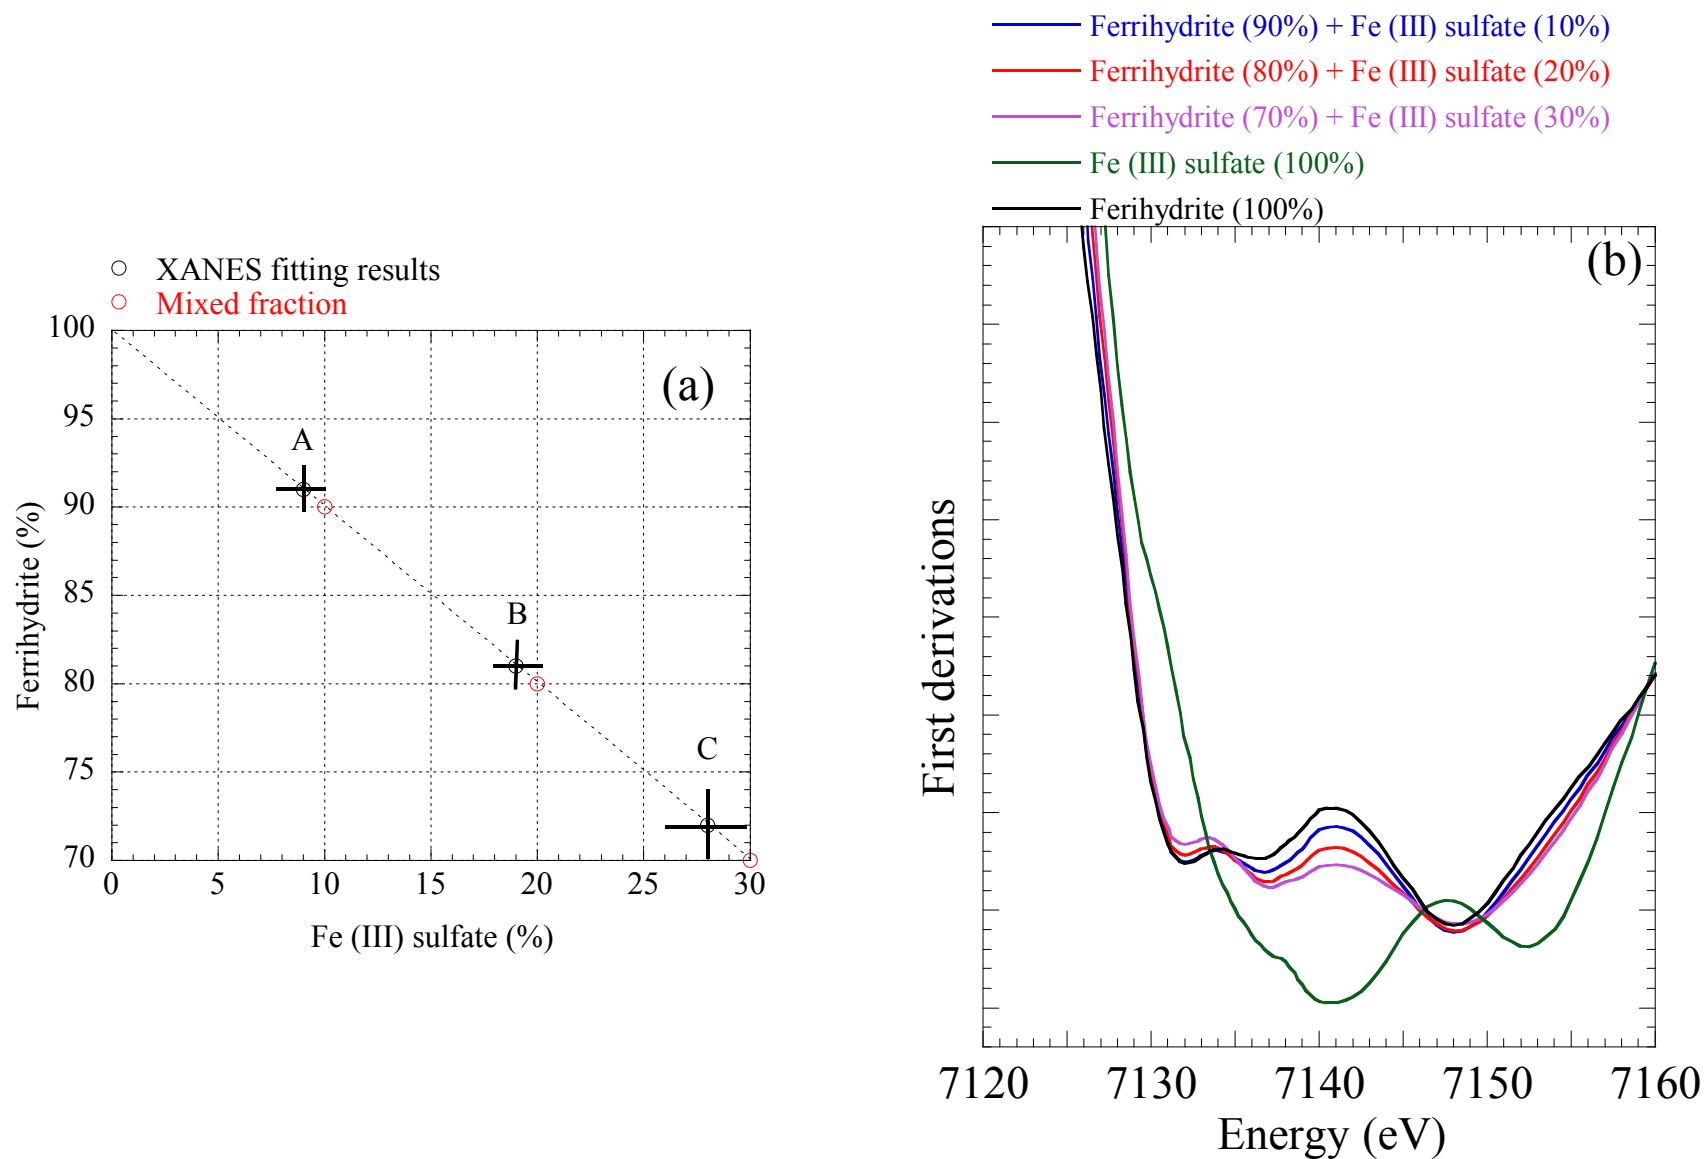 Ferrihydrite (90%) + Fe (III) sulfate (10%)
Ferrihydrite (80%) + Fe (III) sulfate (20%)
Ferrihydrite (70%) + Fe (III) sulfate (30%)
Fe (III) sulfate (100%)
Ferihydrite (100%)
XANES fitting results
Mixed fraction
(a)
100
95
90
85
80
75
70
A
B
C
0
5
10
15
20
25
30
Ferrihydrite (%)
Fe (III) sulfate (%)
(b)
First derivations
7120
7130
7140
7150
7160
Energy (eV)